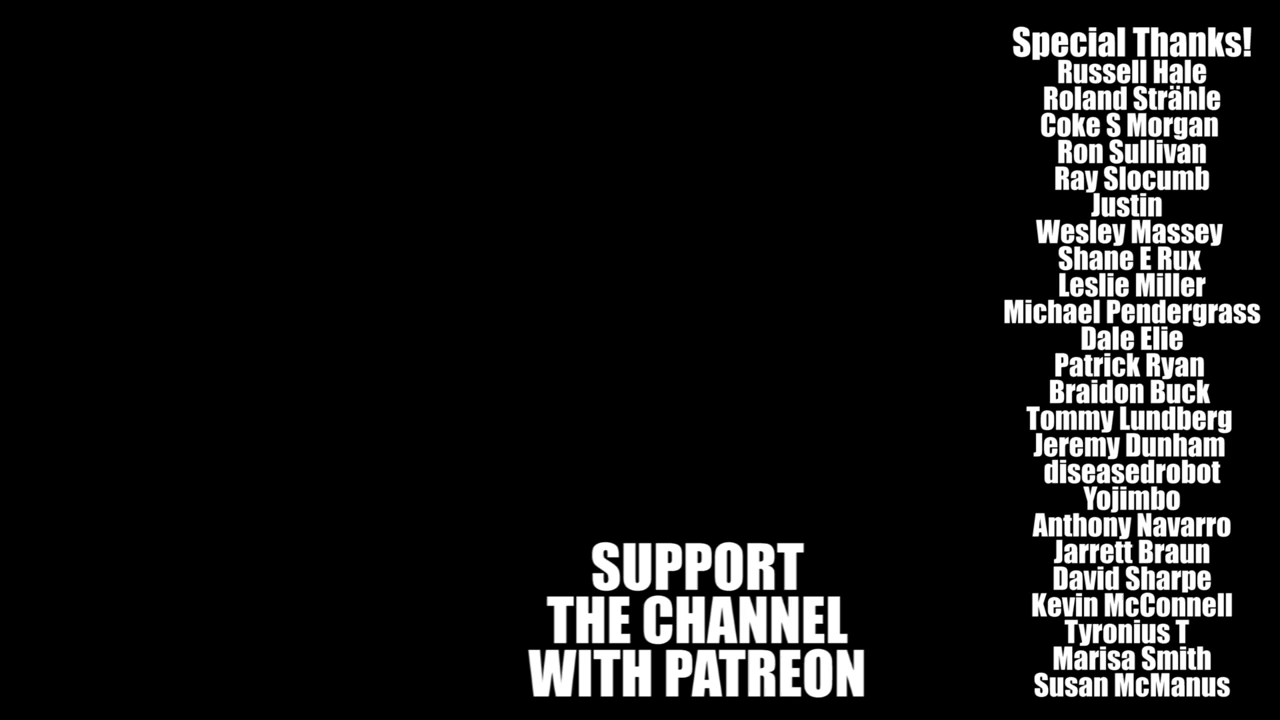 Special Thanks!
Russell Hale
Roland Strähle
Coke S Morgan
Ron Sullivan
Ray Slocumb
Justin
Wesley Massey
Shane E Rux
Leslie Miller
Michael Pendergrass
Dale Elie
Patrick Ryan
Braidon Buck
Tommy Lundberg
Jeremy Dunham
diseasedrobot
Yojimbo
Anthony Navarro
Jarrett Braun
David Sharpe
Kevin McConnell
Tyronius T
Marisa Smith
Susan McManus
SUPPORT
THE CHANNEL
WITH PATREON